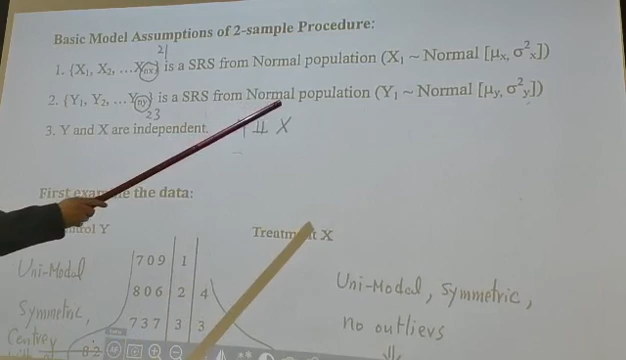 Basic Model Assumptions of 2-sample Procedure:
21
1. {X₁, X₂, ...Xnx} is a SRS from Normal population (X₁ ~ Normal [μx, σ²x])
2. {Y₁, Y₂, ...Yny} is a SRS from Normal population (Y₁ ~ Normal [μy, σ²y])
23
3. Y and X are independent. ⫫ X
First the data:
Y Treatment X
Uni-Modal 709 | 1 |
806 | 2 | 4 Uni-Modal, Symmetric,
Symmetric, 737 | 3 | 3 no outliers
82 ⇓